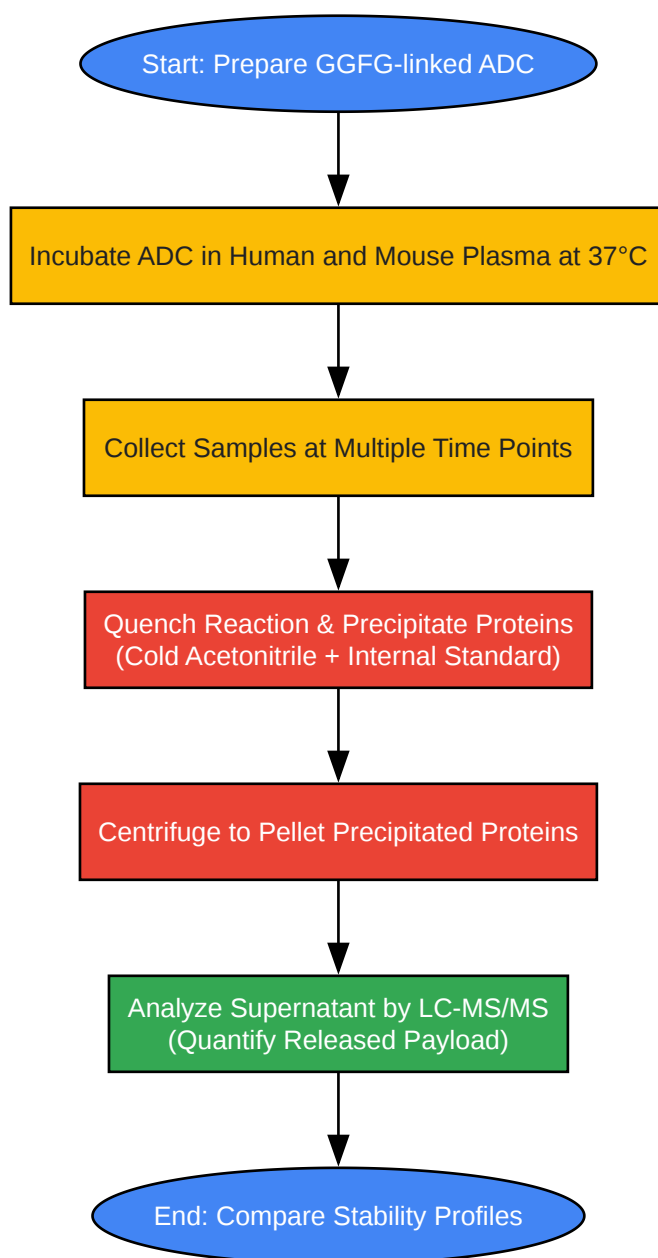 Start: Prepare GGFG-linked ADC
Incubate ADC in Human and Mouse Plasma at 37°C
Collect Samples at Multiple Time Points
Quench Reaction & Precipitate Proteins
(Cold Acetonitrile + Internal Standard)
Centrifuge to Pellet Precipitated Proteins
Analyze Supernatant by LC-MS/MS
(Quantify Released Payload)
End: Compare Stability Profiles